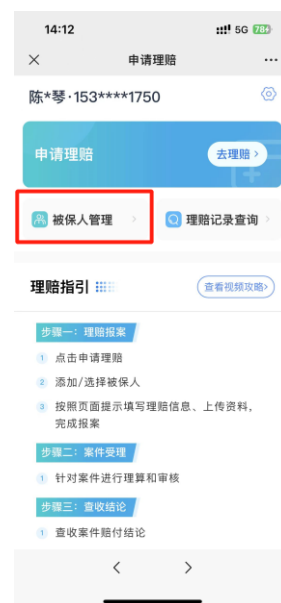 14:12
5G 78
申请理赔
陈*琴·153****1750
申请理赔
去理赔 >
被保人管理 >
理赔记录查询 >
理赔指引
查看视频攻略>
步骤一：理赔报案
1 点击申请理赔
2 添加/选择被保人
3 按照页面提示填写理赔信息、上传资料，
完成报案
步骤二：案件受理
1 针对案件进行理算和审核
步骤三：查收结论
1 查收案件赔付结论